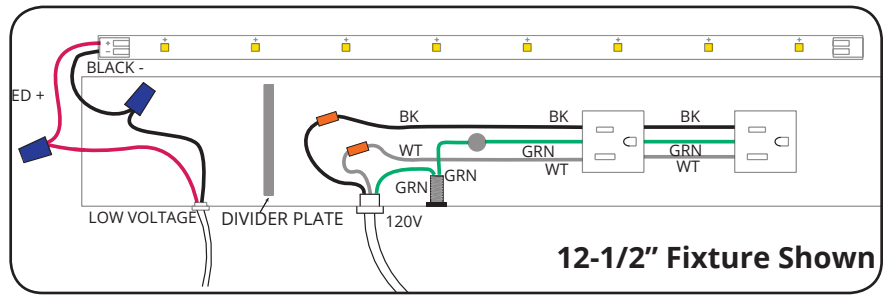 +
-
BLACK -
ED +
BK
BK
BK
WT
GRN
WT
GRN
WT
GRN
GRN
LOW VOLTAGE
DIVIDER PLATE
120V
12-1/2” Fixture Shown